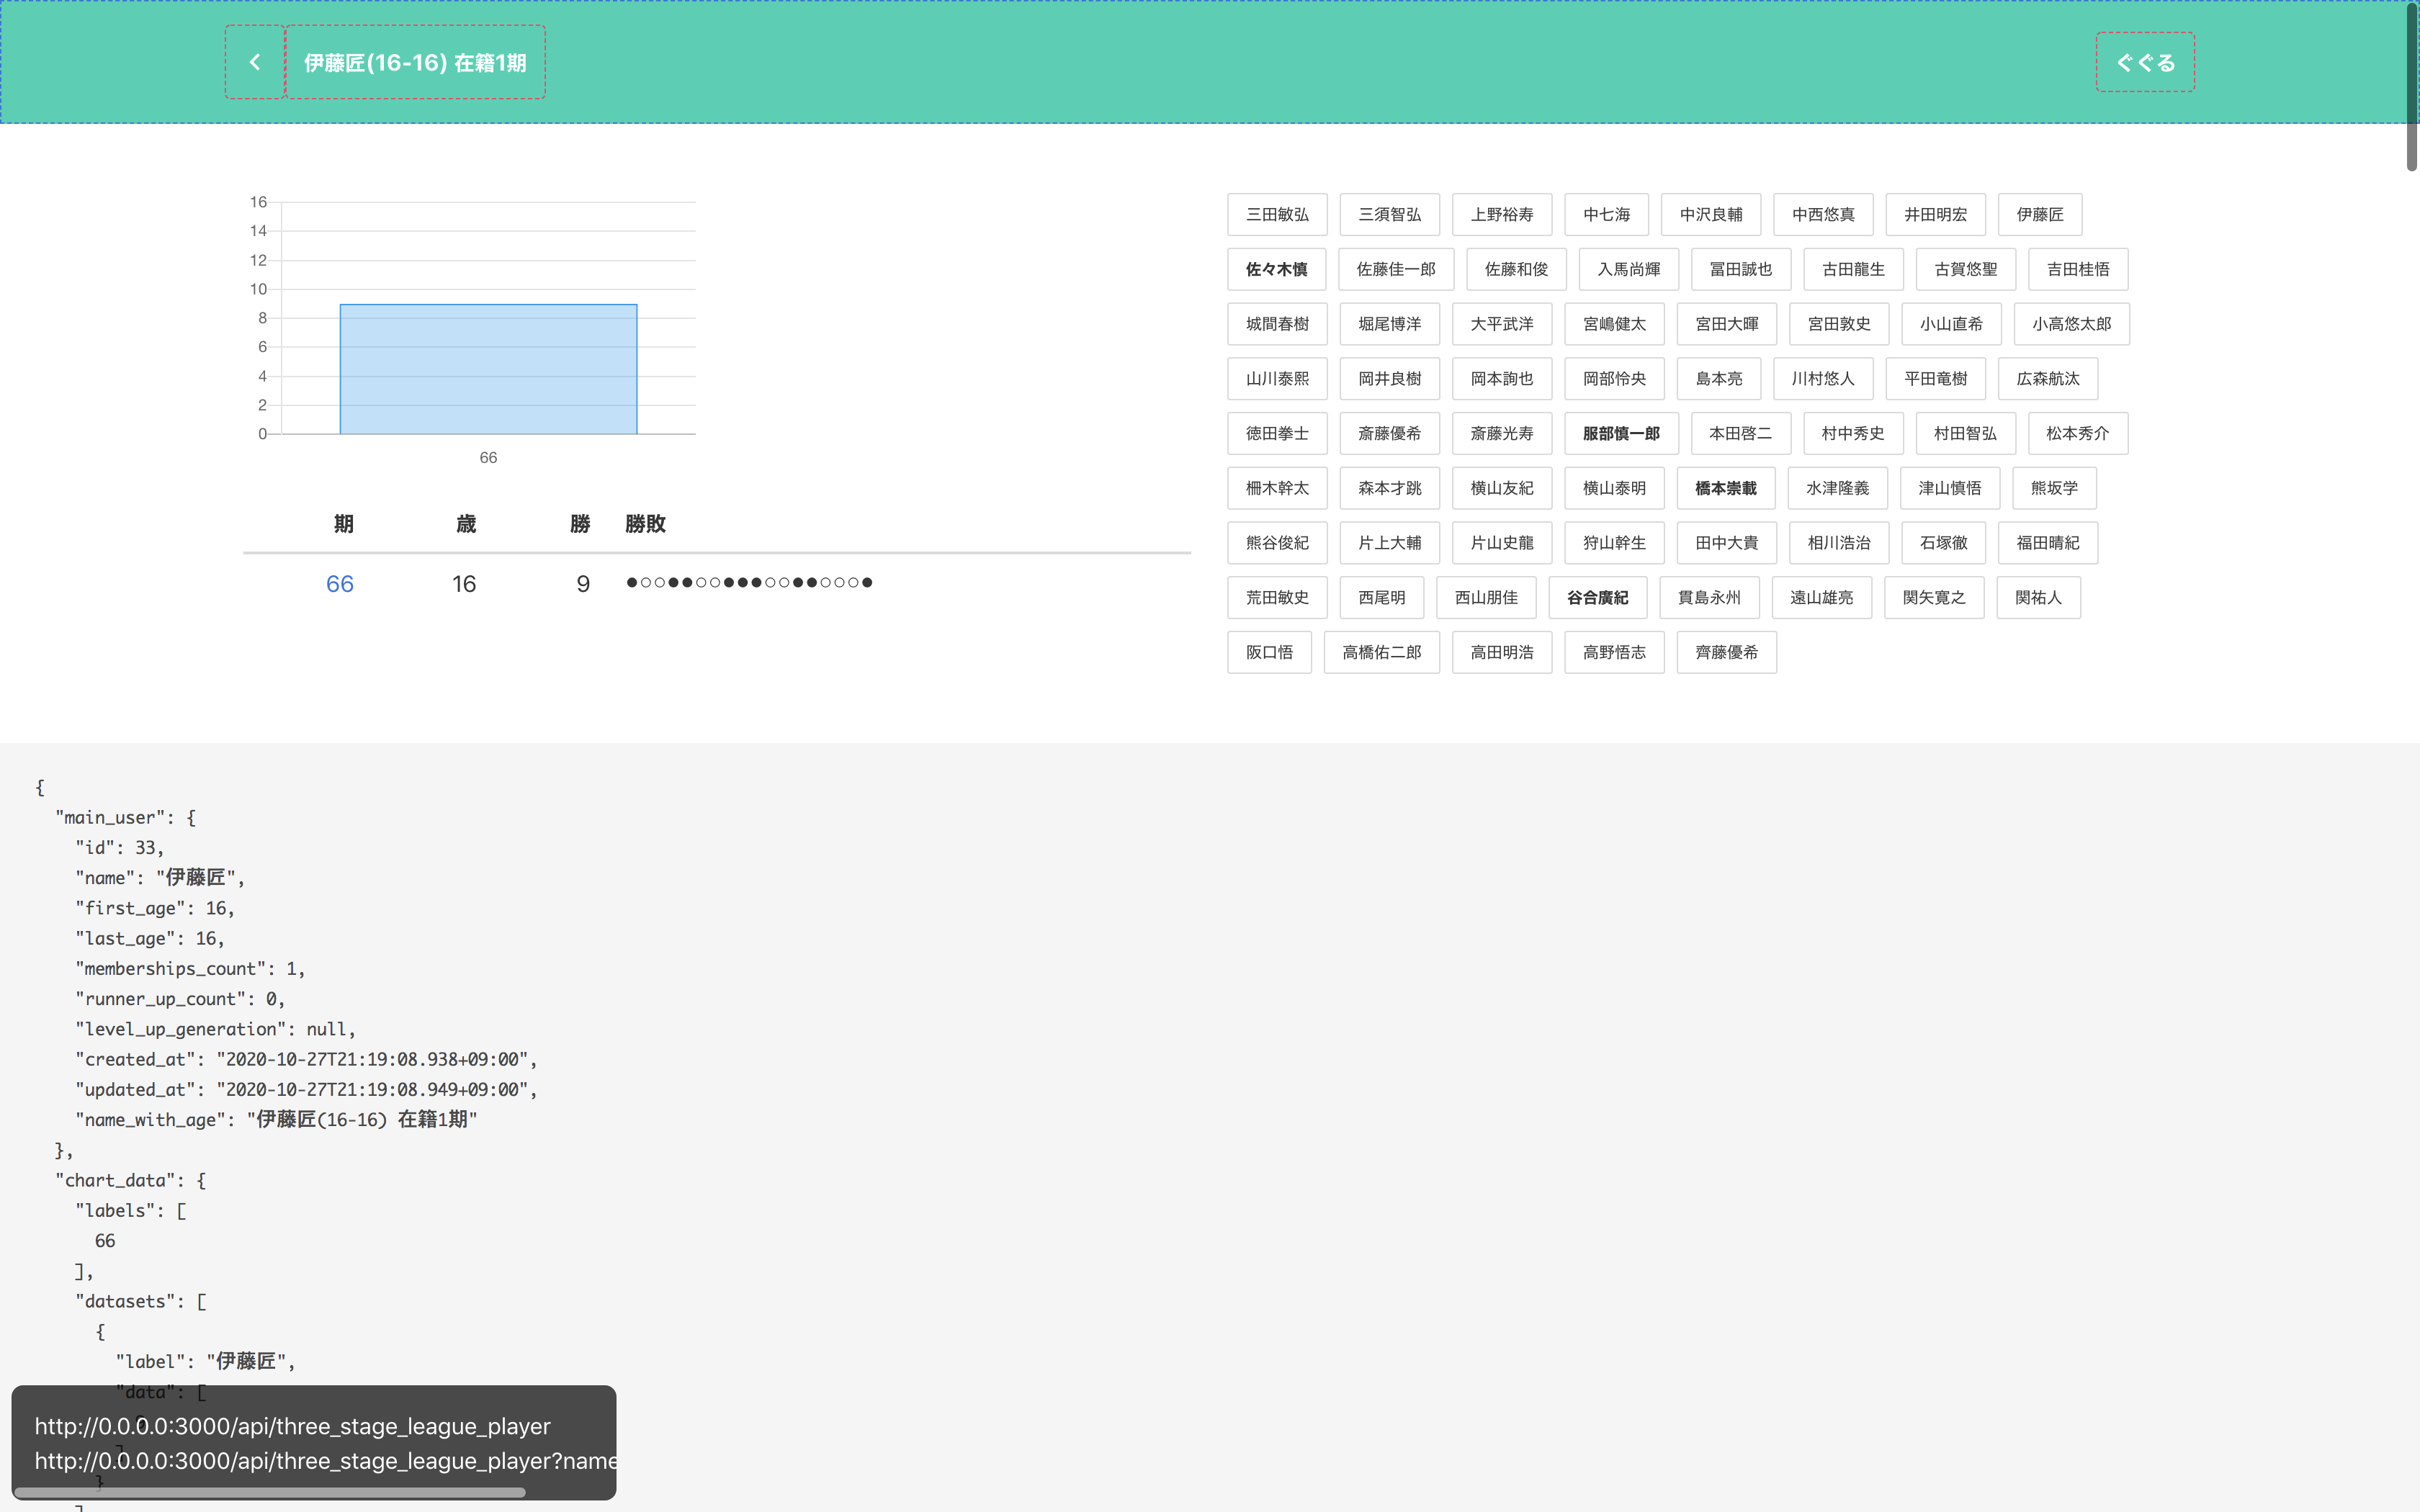 伊藤匠(16-16) 在籍1期 ぐぐる
16
14
12
10
8
6
4
2
0
66
期 歳 勝 勝敗
66 16 9 ●○○●●○○●●●○○●●○○○●
三田敏弘 三須智弘 上野裕寿 中七海 中沢良輔 中西悠真 井田明宏 伊藤匠
佐々木慎 佐藤佳一郎 佐藤和俊 入馬尚輝 冨田誠也 古田龍生 古賀悠聖 吉田桂悟
城間春樹 堀尾博洋 大平武洋 宮嶋健太 宮田大暉 宮田敦史 小山直希 小高悠太郎
山川泰熙 岡井良樹 岡本詢也 岡部怜央 島本亮 川村悠人 平田竜樹 広森航汰
徳田拳士 斎藤優希 斎藤光寿 服部慎一郎 本田啓二 村中秀史 村田智弘 松本秀介
柵木幹太 森本才跳 横山友紀 横山泰明 橋本崇載 水津隆義 津山慎悟 熊坂学
熊谷俊紀 片上大輔 片山史龍 狩山幹生 田中大貴 相川浩治 石塚徹 福田晴紀
荒田敏史 西尾明 西山朋佳 谷合廣紀 貫島永州 遠山雄亮 関矢寛之 関祐人
阪口悟 高橋佑二郎 高田明浩 高野悟志 齊藤優希
{
"main_user": {
"id": 33,
"name": "伊藤匠",
"first_age": 16,
"last_age": 16,
"memberships_count": 1,
"runner_up_count": 0,
"level_up_generation": null,
"created_at": "2020-10-27T21:19:08.938+09:00",
"updated_at": "2020-10-27T21:19:08.949+09:00",
"name_with_age": "伊藤匠(16-16) 在籍1期"
},
"chart_data": {
"labels": [
66
],
"datasets": [
{
"label": "伊藤匠",
"data": [
http://0.0.0.0:3000/api/three_stage_league_player
]
http://0.0.0.0:3000/api/three_stage_league_player?name
}
]